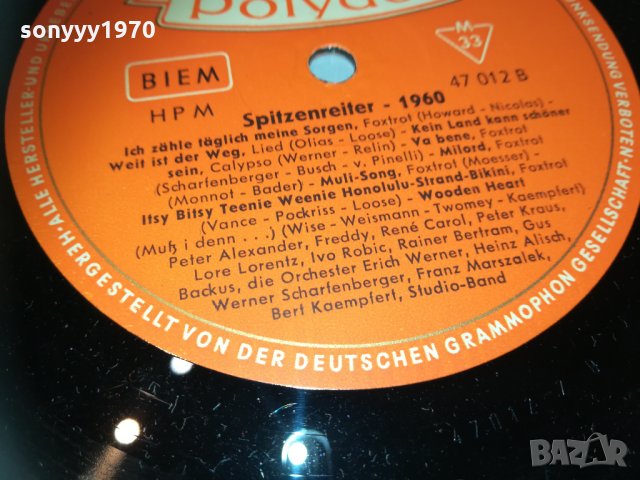 sonyyy1970
Polydor
BIEM
HPM
M
33
47 012 B
Spitzenreiter - 1960
Ich zähle täglich meine Sorgen, Foxtrot (Howard - Nicolas) -
Weit ist der Weg, Lied (Olias - Loose) - Kein Land kann schöner
sein, Calypso (Werner - Relin) - Va bene, Foxtrot
(Scharfenberger - Busch - v. Pinelli) - Milord, Foxtrot
(Monnot - Bader) - Muli-Song, Foxtrot (Moesser) -
Itsy Bitsy Teenie Weenie Honolulu-Strand-Bikini, Foxtrot
(Vance - Pockriss - Loose) - Wooden Heart
(Muß i denn . . .) (Wise - Weismann - Twomey - Kaempfert)
Peter Alexander, Freddy, René Carol, Peter Kraus,
Lore Lorentz, Ivo Robic, Rainer Bertram, Gus
Backus, die Orchester Erich Werner, Heinz Alisch,
Werner Scharfenberger, Franz Marszalek,
Bert Kaempfert, Studio-Band
ALLE HERSTELLER-UND
HERGESTELLT VON DER DEUTSCHEN GRAMMOPHON GESELLSCHAFT
NKSENDUNG VERBOTEN
47012
BAZAR.bg